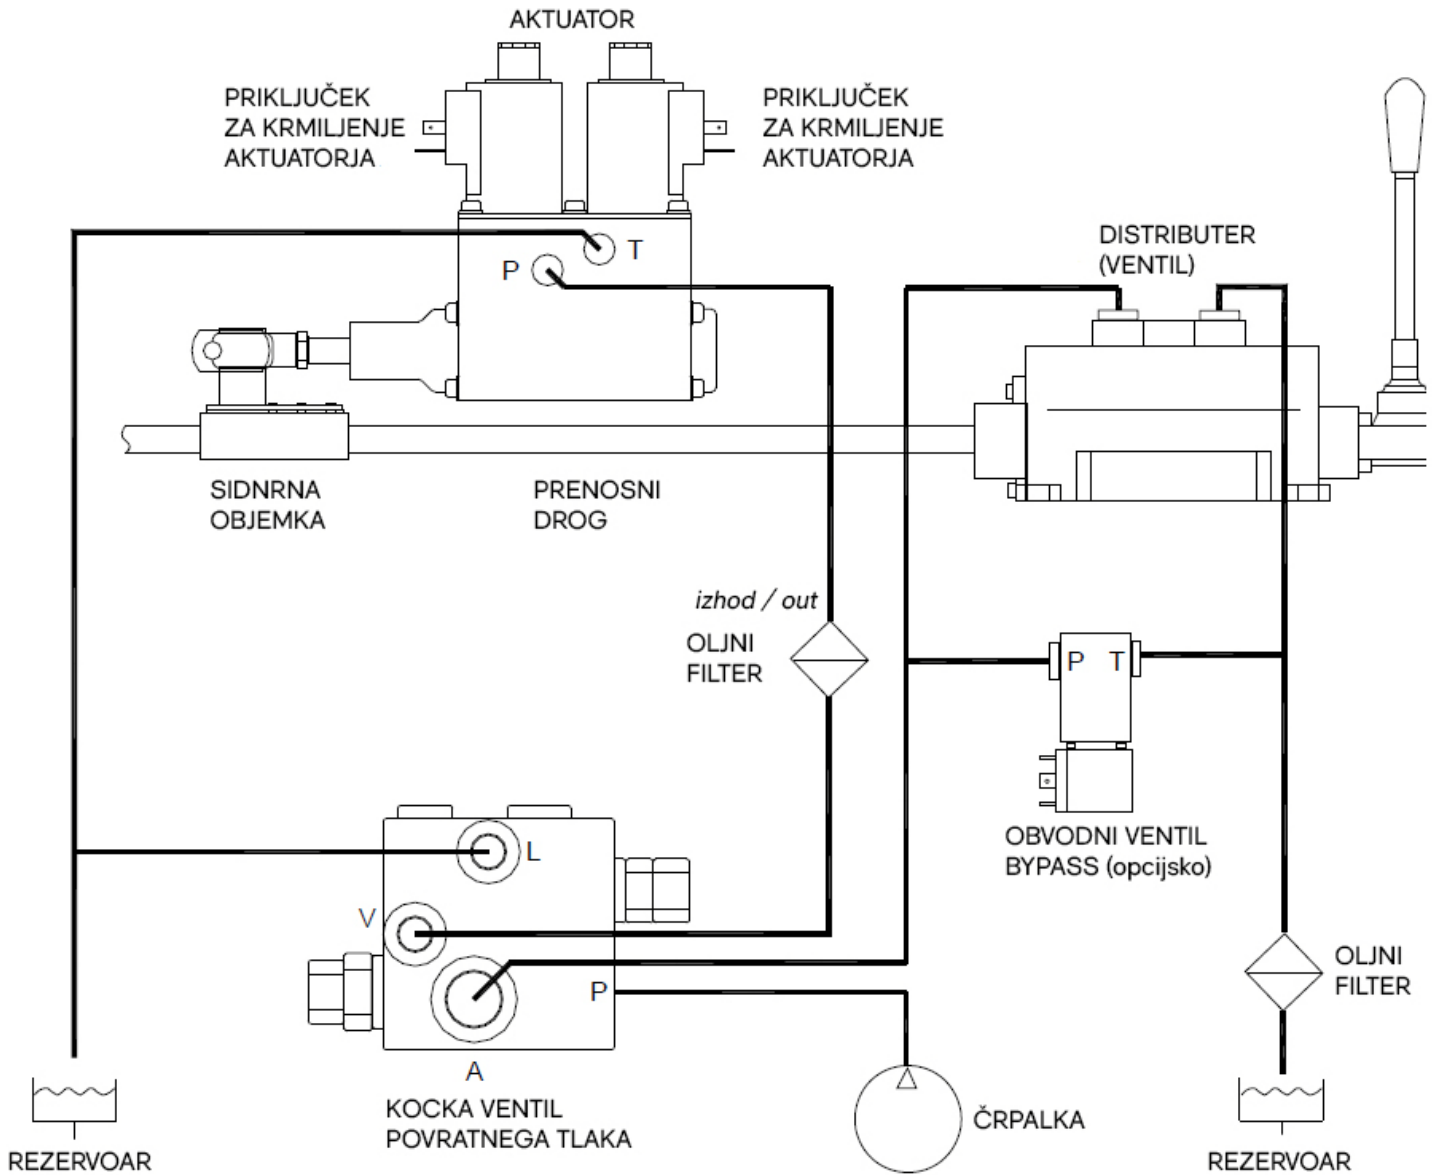 AKTUATOR
PRIKLJUČEK
ZA KRMILJENJE
AKTUATORJA
PRIKLJUČEK
ZA KRMILJENJE
AKTUATORJA
T
P
DISTRIBUTER
(VENTIL)
SIDNRNA
OBJEMKA
PRENOSNI
DROG
izhod / out
OLJNI
FILTER
P T
OBVODNI VENTIL
BYPASS (opcijsko)
L
V
P
A
KOCKA VENTIL
POVRATNEGA TLAKA
ČRPALKA
OLJNI
FILTER
REZERVOAR
REZERVOAR